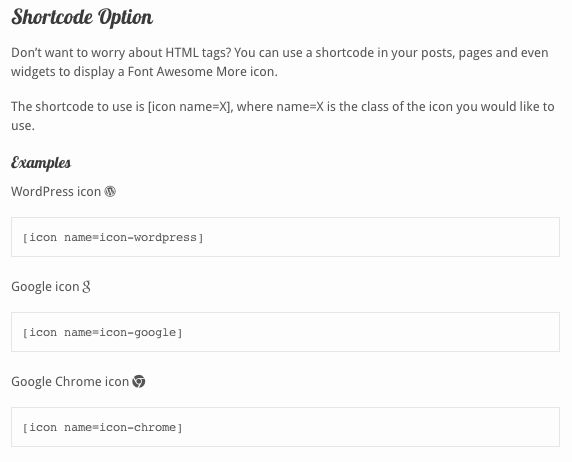 Shortcode Option
Don't want to worry about HTML tags? You can use a shortcode in your posts, pages and even
widgets to display a Font Awesome More icon.
The shortcode to use is [icon name=X], where name=X is the class of the icon you would like to
use.
Examples
WordPress icon
[icon name=icon-wordpress]
Google icon
[icon name=icon-google]
Google Chrome icon
[icon name=icon-chrome]